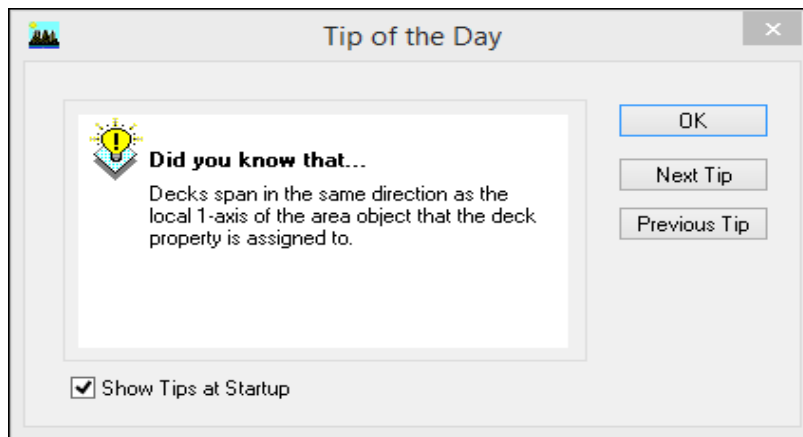 Tip of the Day
Did you know that...
Decks span in the same direction as the
local 1-axis of the area object that the deck
property is assigned to.
OK
Next Tip
Previous Tip
Show Tips at Startup